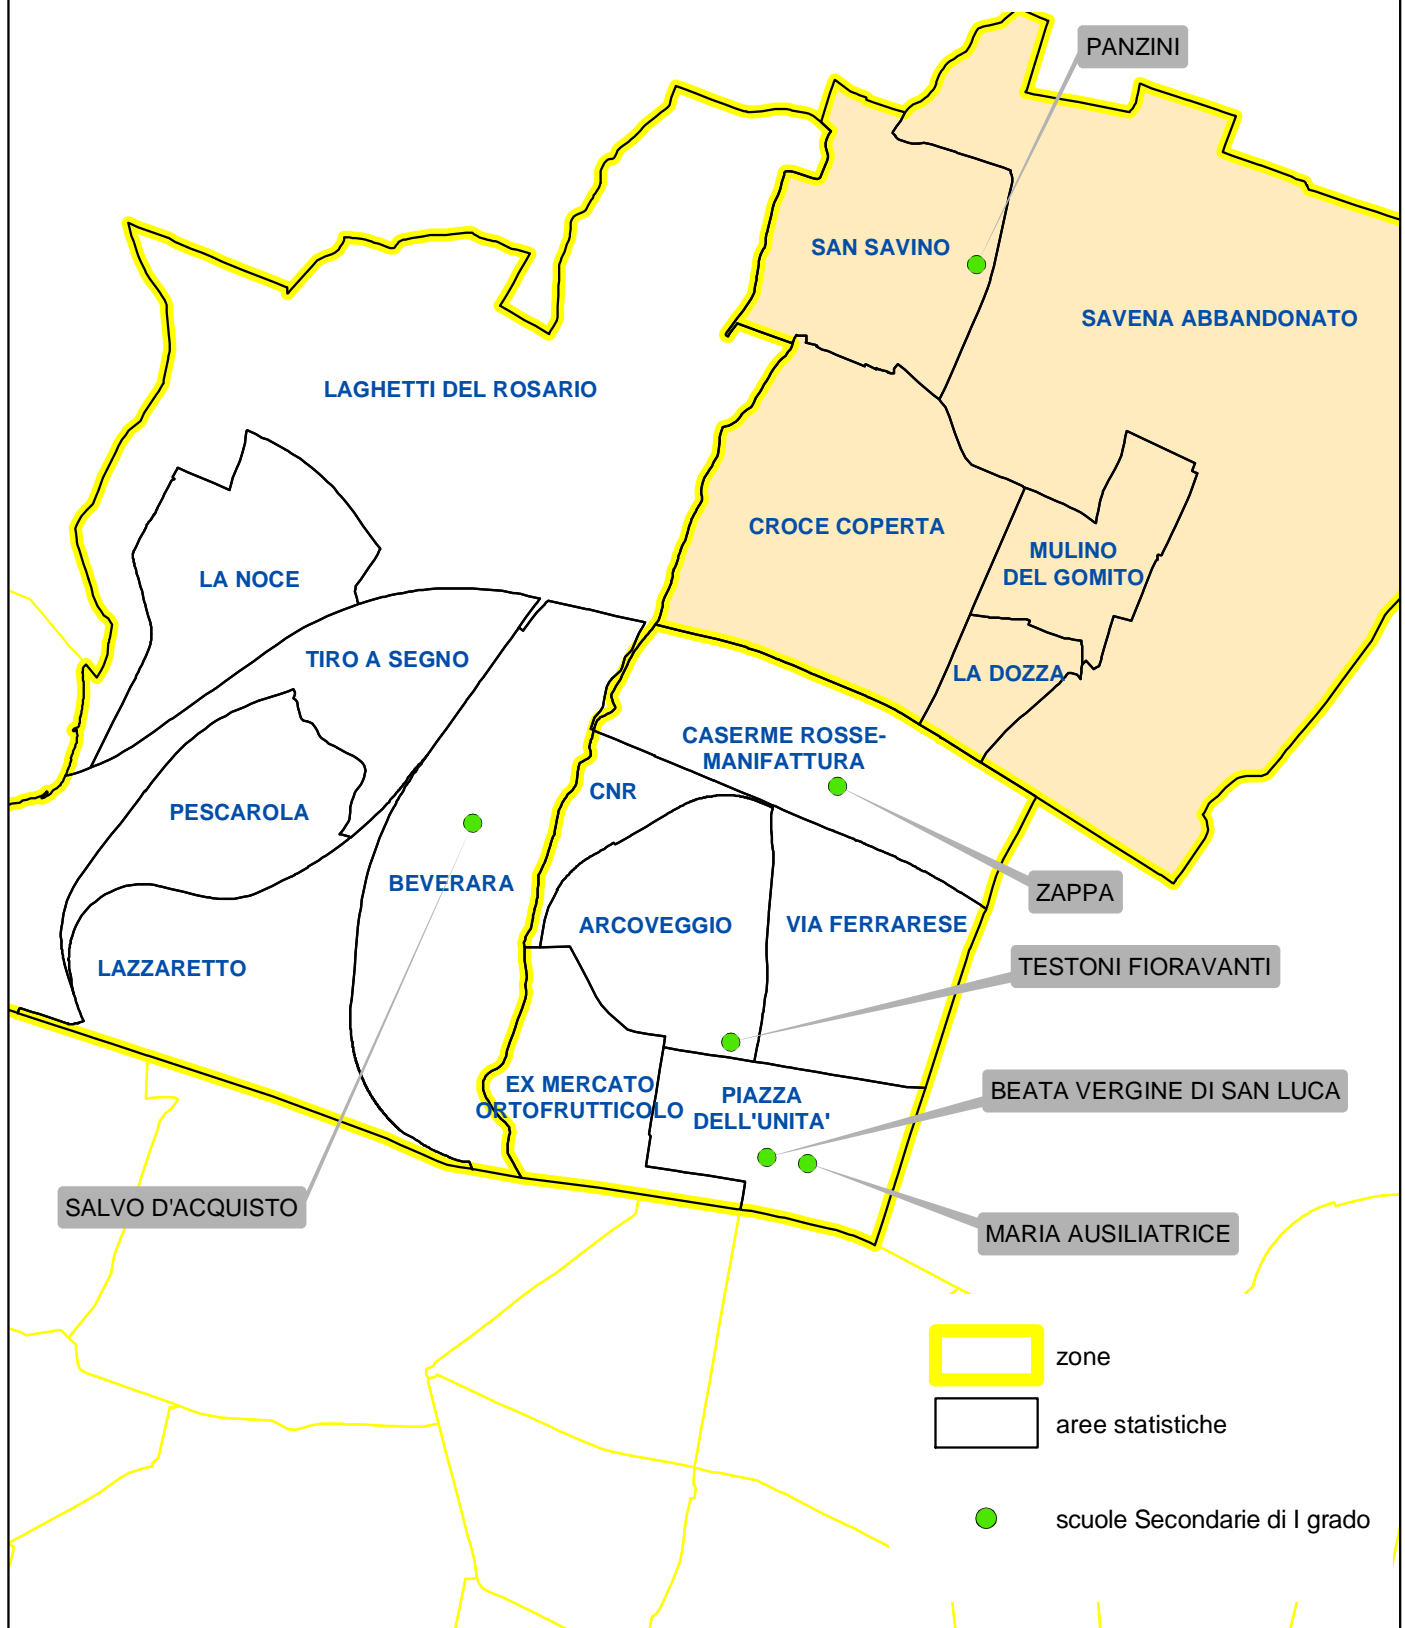 PANZINI
SAN SAVINO
SAVENA ABBANDONATO
LAGHETTI DEL ROSARIO
CROCE COPERTA
MULINO
DEL GOMITO
LA NOCE
TIRO A SEGNO
LA DOZZA
CASERME ROSSE-
MANIFATTURA
CNR
PESCAROLA
BEVERARA
ZAPPA
ARCOVEGGIO
VIA FERRARESE
LAZZARETTO
TESTONI FIORAVANTI
EX MERCATO
ORTOFRUTTICOLO
PIAZZA
DELL'UNITA'
BEATA VERGINE DI SAN LUCA
SALVO D'ACQUISTO
MARIA AUSILIATRICE
zone
aree statistiche
scuole Secondarie di I grado